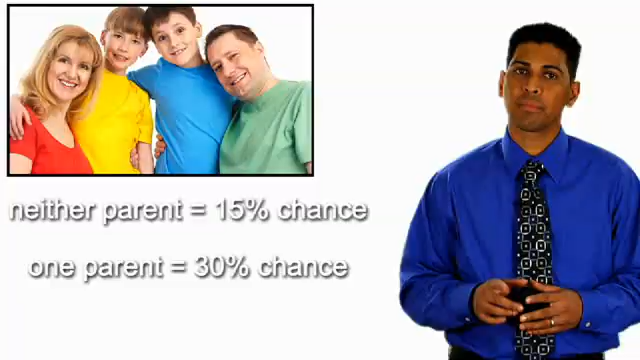 neither parent = 15% chance
one parent = 30% chance